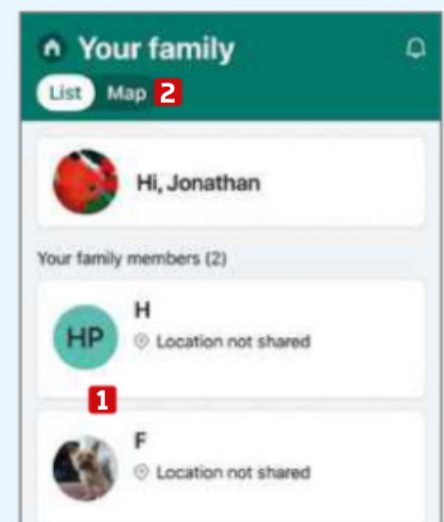 Your family
List Map 2
Hi, Jonathan
Your family members (2)
HP
H
Location not shared
1
F
Location not shared